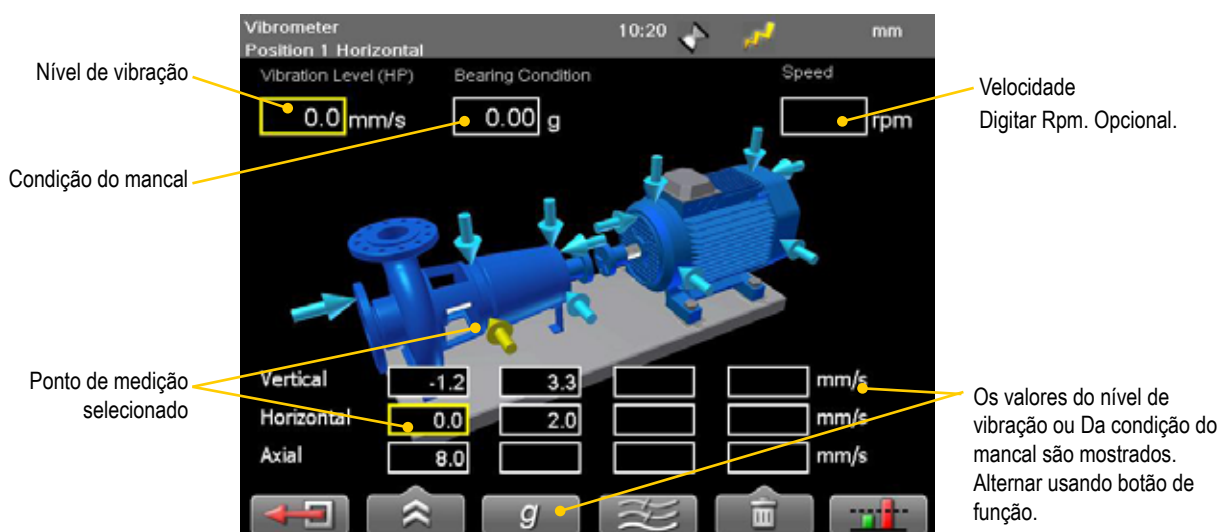 Vibrometer 10:20 mm
Position 1 Horizontal
Vibration Level (HP) Bearing Condition Speed
0.0 mm/s 0.00 g rpm
Nível de vibração
Condição do mancal
Ponto de medição
selecionado
Velocidade
Digitar Rpm. Opcional.
Vertical -1.2 3.3 mm/s
Horizontal 0.0 2.0 mm/s
Axial 8.0 mm/s
g
Os valores do nível de
vibração ou Da condição do
mancal são mostrados.
Alternar usando botão de
função.